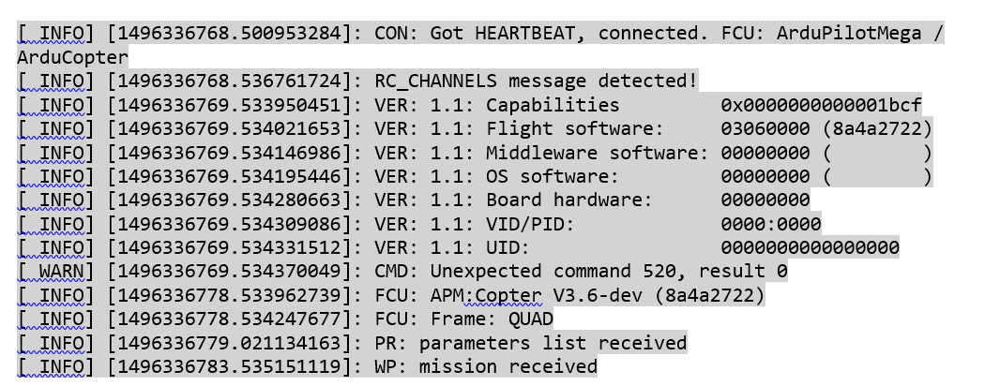 [ INFO] [1496336768.500953284]: CON: Got HEARTBEAT, connected. FCU: ArduPilotMega /
ArduCopter
[ INFO] [1496336768.536761724]: RC_CHANNELS message detected!
[ INFO] [1496336769.533950451]: VER: 1.1: Capabilities         0x0000000000001bcf
[ INFO] [1496336769.534021653]: VER: 1.1: Flight software:     03060000 (8a4a2722)
[ INFO] [1496336769.534146986]: VER: 1.1: Middleware software: 00000000 (        )
[ INFO] [1496336769.534195446]: VER: 1.1: OS software:         00000000 (        )
[ INFO] [1496336769.534280663]: VER: 1.1: Board hardware:      00000000
[ INFO] [1496336769.534309086]: VER: 1.1: VID/PID:             0000:0000
[ INFO] [1496336769.534331512]: VER: 1.1: UID:                 0000000000000000
[ WARN] [1496336769.534370049]: CMD: Unexpected command 520, result 0
[ INFO] [1496336778.533962739]: FCU: APM:Copter V3.6-dev (8a4a2722)
[ INFO] [1496336778.534247677]: FCU: Frame: QUAD
[ INFO] [1496336779.021134163]: PR: parameters list received
[ INFO] [1496336783.535151119]: WP: mission received